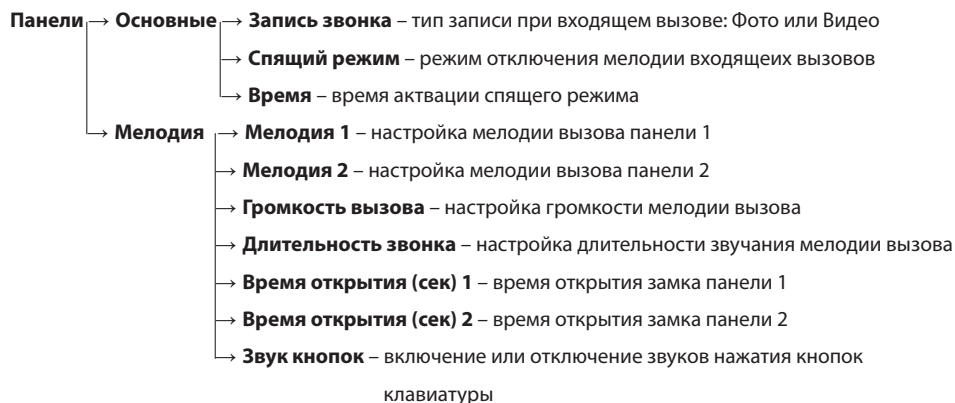 Панели → Основные → Запись звонка – тип записи при входящем вызове: Фото или Видео
→ Спящий режим – режим отключения мелодии входящеих вызовов
→ Время – время актвации спящего режима
→ Мелодия → Мелодия 1 – настройка мелодии вызова панели 1
→ Мелодия 2 – настройка мелодии вызова панели 2
→ Громкость вызова – настройка громкости мелодии вызова
→ Длительность звонка – настройка длительности звучания мелодии вызова
→ Время открытия (сек) 1 – время открытия замка панели 1
→ Время открытия (сек) 2 – время открытия замка панели 2
→ Звук кнопок – включение или отключение звуков нажатия кнопок
клавиатуры